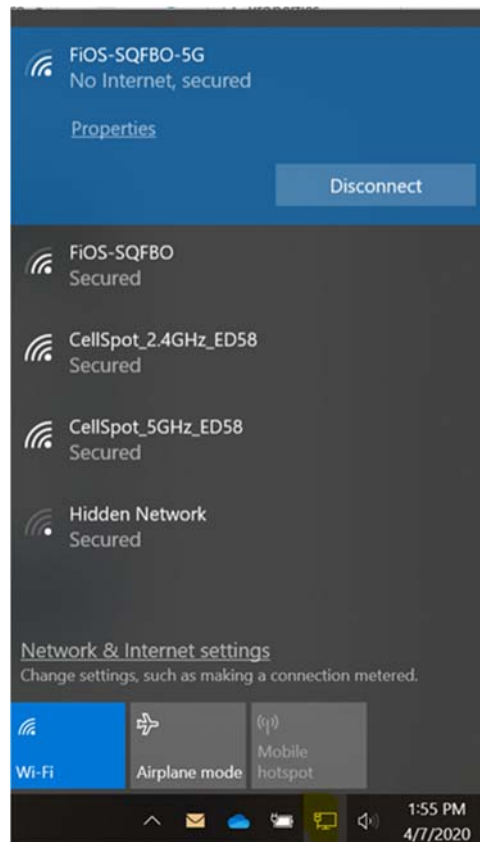 FiOS-SQFBO-5G
No Internet, secured
Properties
Disconnect
FiOS-SQFBO
Secured
CellSpot_2.4GHz_ED58
Secured
CellSpot_5GHz_ED58
Secured
Hidden Network
Secured
Network & Internet settings
Change settings, such as making a connection metered.
Wi-Fi
Airplane mode
Mobile
hotspot
1:55 PM
4/7/2020